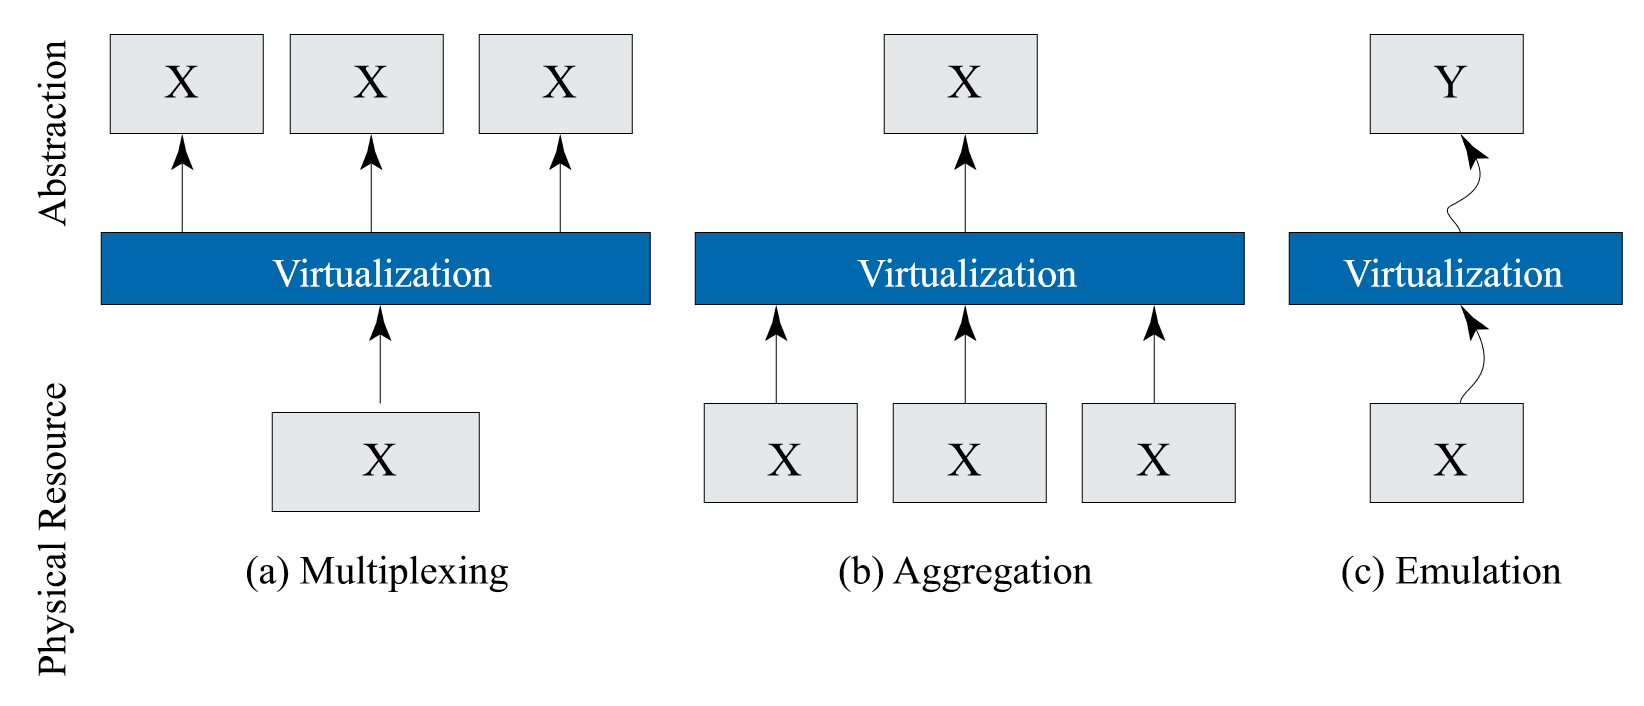 Abstraction
X X X
X
Y
Virtualization
Virtualization
Virtualization
Physical Resource
X
X X X
X
(a) Multiplexing
(b) Aggregation
(c) Emulation